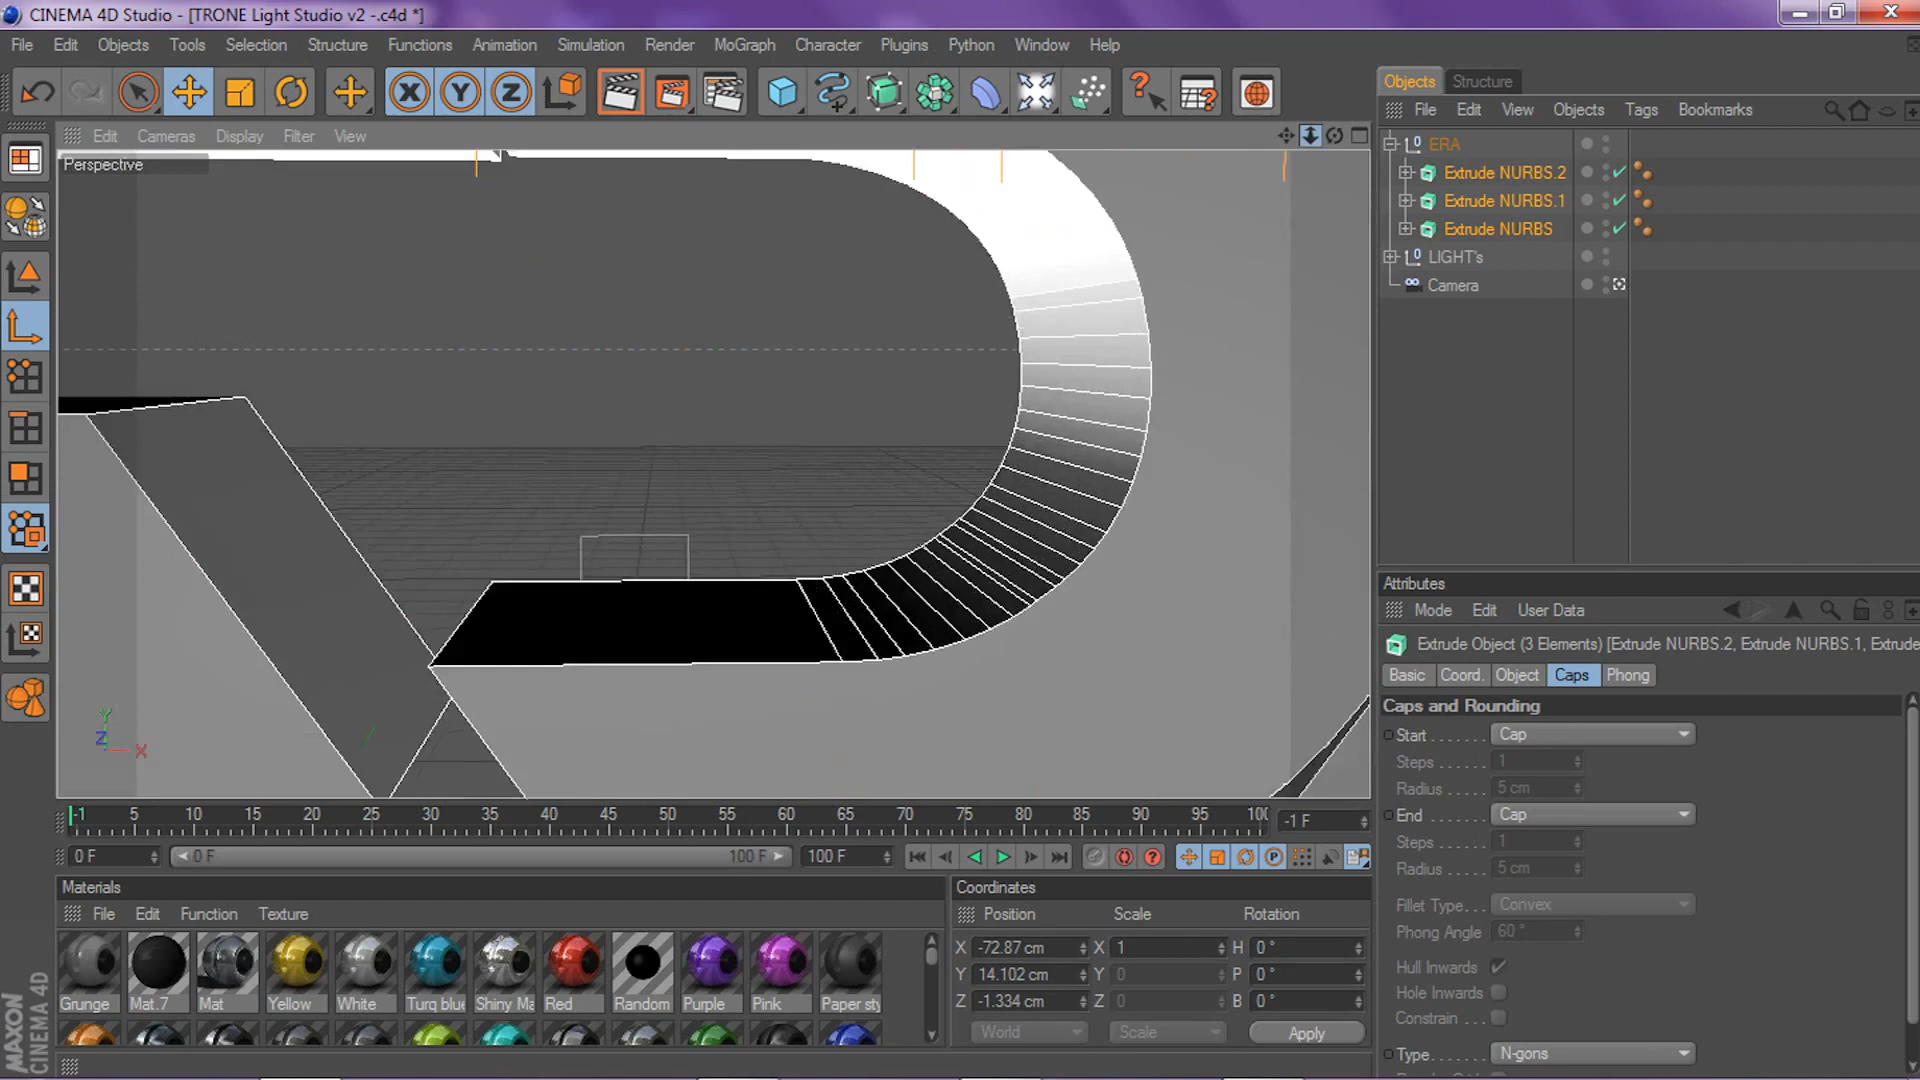 CINEMA 4D Studio - [TRONE Light Studio v2 -.c4d *]
File Edit Objects Tools Selection Structure Functions Animation Simulation Render MoGraph Character Plugins Python Window Help
X Y Z
Edit Cameras Display Filter View
Perspective
Y
Z X
-1 5 10 15 20 25 30 35 40 45 50 55 60 65 70 75 80 85 90 95 100 -1 F
0 F 0 F 100 F 100 F
Materials
File Edit Function Texture
Grunge Mat.7 Mat Yellow White Turq blue Shiny Ma Red Random Purple Pink Paper sty
MAXON
CINEMA 4D
Coordinates
Position Scale Rotation
X -72.87 cm X 1 H 0 °
Y 14.102 cm Y 0 P 0 °
Z -1.334 cm Z 0 B 0 °
World Scale Apply
Objects Structure
File Edit View Objects Tags Bookmarks
ERA
Extrude NURBS.2
Extrude NURBS.1
Extrude NURBS
LIGHT's
Camera
Attributes
Mode Edit User Data
Extrude Object (3 Elements) [Extrude NURBS.2, Extrude NURBS.1, Extrude
Basic Coord. Object Caps Phong
Caps and Rounding
Start . . . . . . . Cap
Steps . . . . . . 1
Radius . . . . . 5 cm
End . . . . . . . . Cap
Steps . . . . . . 1
Radius . . . . . 5 cm
Fillet Type. . . Convex
Phong Angle 60 °
Hull Inwards
Hole Inwards
Constrain . . .
Type. . . . . . . N-gons